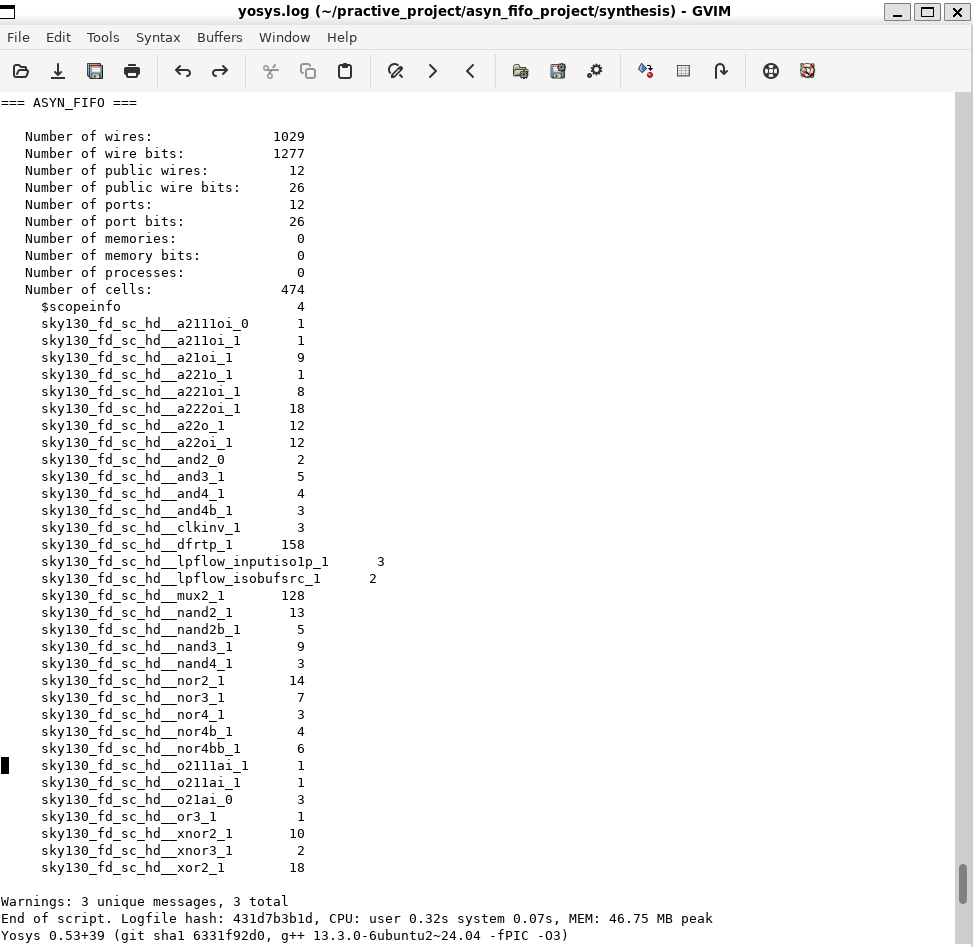 yosys.log (~/practive_project/asyn_fifo_project/synthesis) - GVIM
File Edit Tools Syntax Buffers Window Help
=== ASYN_FIFO ===
Number of wires: 1029
Number of wire bits: 1277
Number of public wires: 12
Number of public wire bits: 26
Number of ports: 12
Number of port bits: 26
Number of memories: 0
Number of memory bits: 0
Number of processes: 0
Number of cells: 474
$scopeinfo 4
sky130_fd_sc_hd__a2111oi_0 1
sky130_fd_sc_hd__a211oi_1 1
sky130_fd_sc_hd__a21oi_1 9
sky130_fd_sc_hd__a221o_1 1
sky130_fd_sc_hd__a221oi_1 8
sky130_fd_sc_hd__a222oi_1 18
sky130_fd_sc_hd__a22o_1 12
sky130_fd_sc_hd__a22oi_1 12
sky130_fd_sc_hd__and2_0 2
sky130_fd_sc_hd__and3_1 5
sky130_fd_sc_hd__and4_1 4
sky130_fd_sc_hd__and4b_1 3
sky130_fd_sc_hd__clkinv_1 3
sky130_fd_sc_hd__dfrtp_1 158
sky130_fd_sc_hd__lpflow_inputiso1p_1 3
sky130_fd_sc_hd__lpflow_isobufsrc_1 2
sky130_fd_sc_hd__mux2_1 128
sky130_fd_sc_hd__nand2_1 13
sky130_fd_sc_hd__nand2b_1 5
sky130_fd_sc_hd__nand3_1 9
sky130_fd_sc_hd__nand4_1 3
sky130_fd_sc_hd__nor2_1 14
sky130_fd_sc_hd__nor3_1 7
sky130_fd_sc_hd__nor4_1 3
sky130_fd_sc_hd__nor4b_1 4
sky130_fd_sc_hd__nor4bb_1 6
sky130_fd_sc_hd__o2111ai_1 1
sky130_fd_sc_hd__o211ai_1 1
sky130_fd_sc_hd__o21ai_0 3
sky130_fd_sc_hd__or3_1 1
sky130_fd_sc_hd__xnor2_1 10
sky130_fd_sc_hd__xnor3_1 2
sky130_fd_sc_hd__xor2_1 18
Warnings: 3 unique messages, 3 total
End of script. Logfile hash: 431d7b3b1d, CPU: user 0.32s system 0.07s, MEM: 46.75 MB peak
Yosys 0.53+39 (git sha1 6331f92d0, g++ 13.3.0-6ubuntu2~24.04 -fPIC -O3)